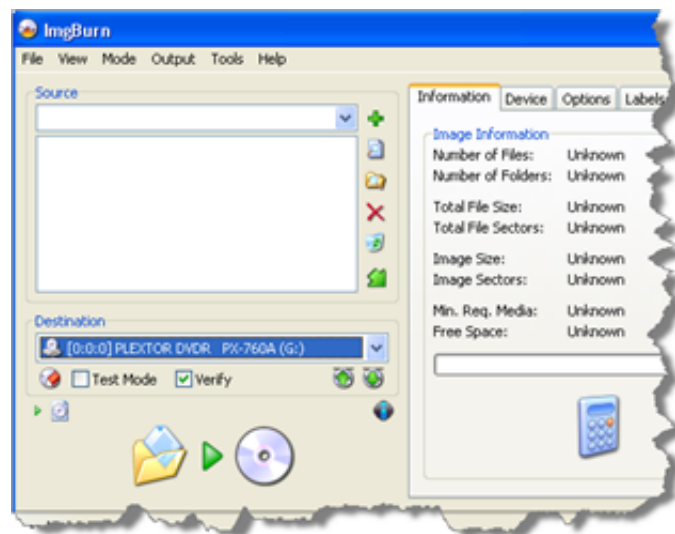 ImgBurn
File View Mode Output Tools Help
Source
Destination
[0:0:0] PLEXTOR DVDR PX-760A (G:)
Test Mode Verify
Information Device Options Labels
Image Information
Number of Files: Unknown
Number of Folders: Unknown
Total File Size: Unknown
Total File Sectors: Unknown
Image Size: Unknown
Image Sectors: Unknown
Min. Req. Media: Unknown
Free Space: Unknown